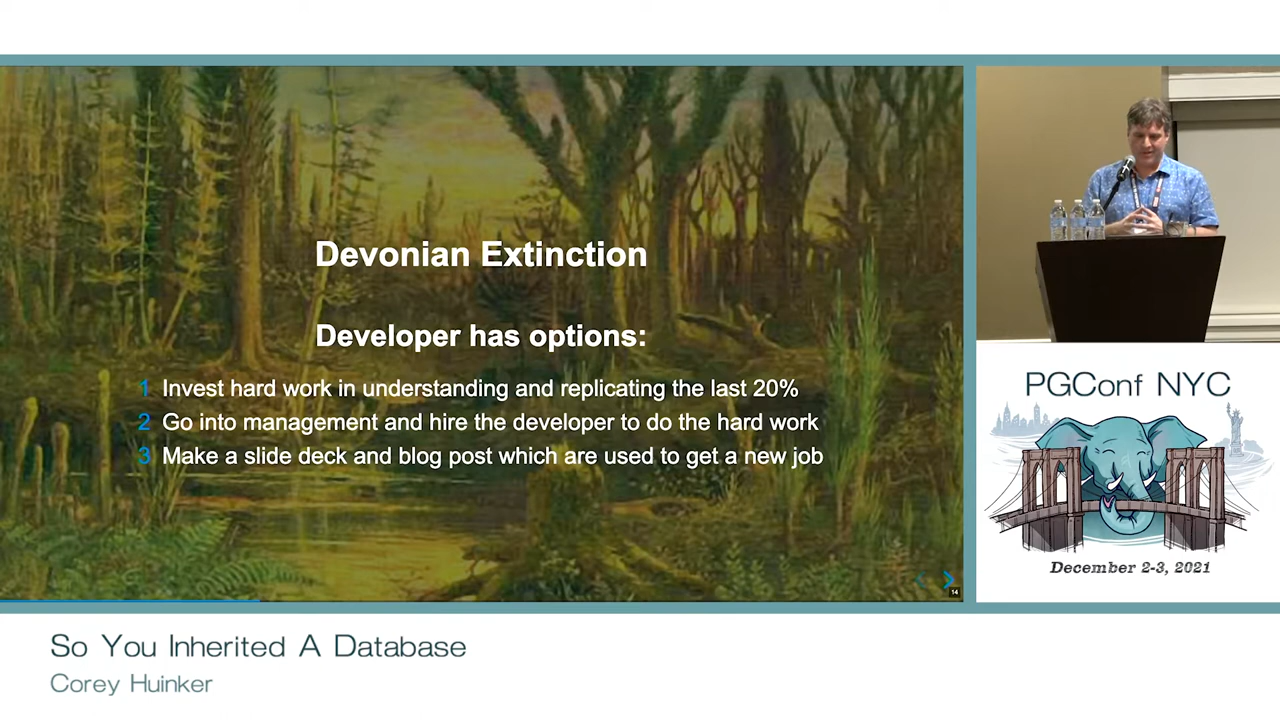 Devonian Extinction
Developer has options:
1 Invest hard work in understanding and replicating the last 20%
2 Go into management and hire the developer to do the hard work
3 Make a slide deck and blog post which are used to get a new job
14
PGConf NYC
December 2-3, 2021
So You Inherited A Database
Corey Huinker